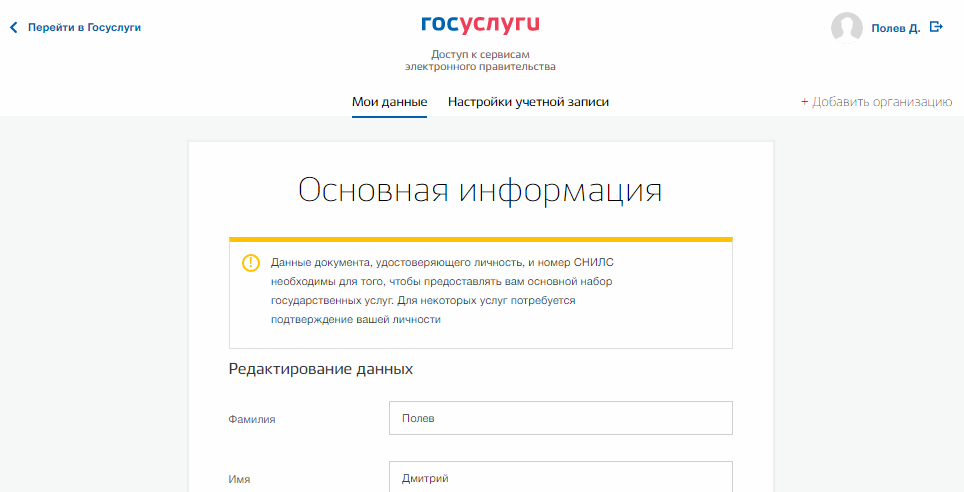 Перейти в Госуслуги
госуслуги
Полев Д.
Доступ к сервисам
электронного правительства
Мои данные
Настройки учетной записи
+ Добавить организацию
Основная информация
Данные документа, удостоверяющего личность, и номер СНИЛС
необходимы для того, чтобы предоставлять вам основной набор
государственных услуг. Для некоторых услуг потребуется
подтверждение вашей личности
Редактирование данных
Фамилия
Полев
Имя
Дмитрий